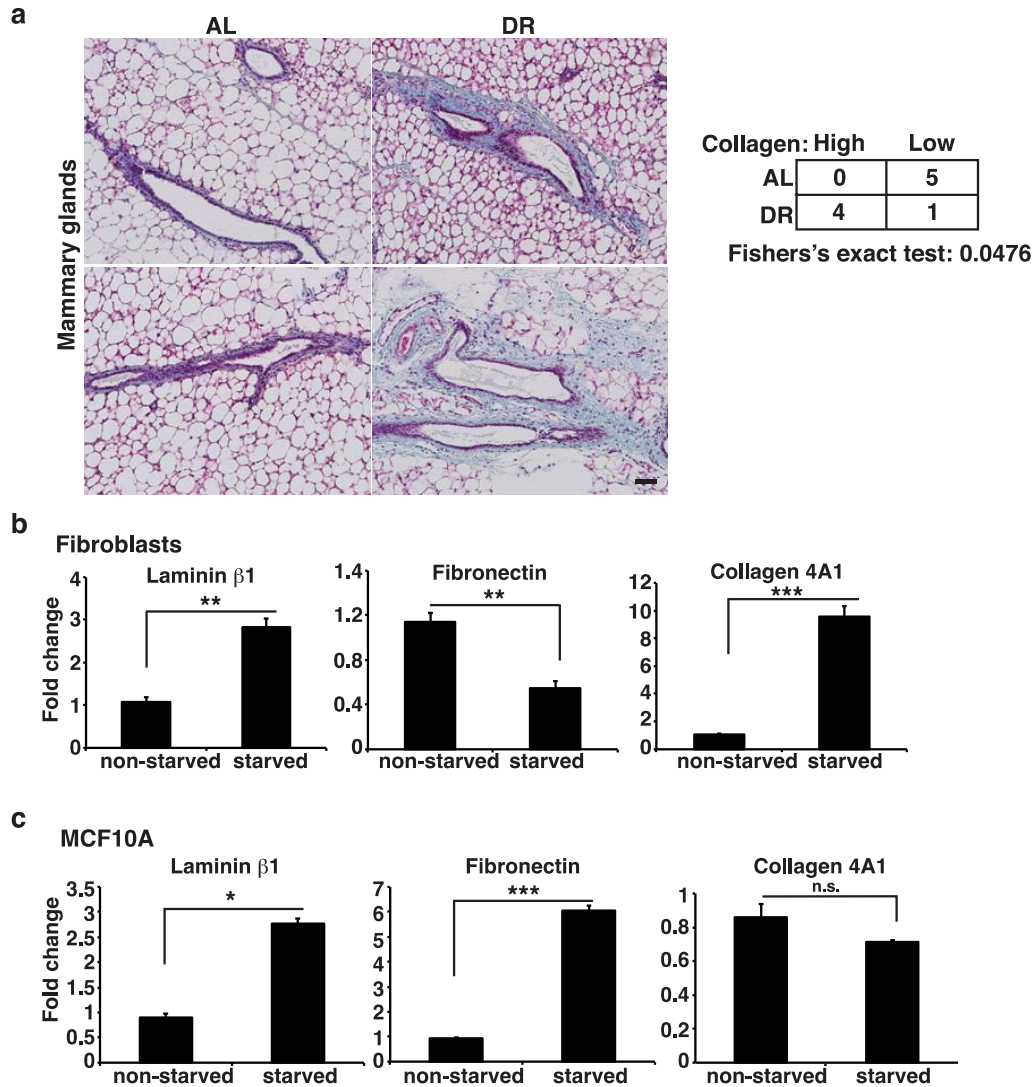 a
AL DR
Mammary glands
Collagen: High Low
AL 0 5
DR 4 1
Fishers's exact test: 0.0476
b
Fibroblasts
Laminin β1
Fold change
4
3
2
1
0
**
non-starved starved
Fibronectin
1.4
1.2
0.8
0.4
0
**
non-starved starved
Collagen 4A1
12
10
8
6
4
2
0
***
non-starved starved
c
MCF10A
Laminin β1
Fold change
3.5
3
2.5
2
1.5
1
0.5
0
*
non-starved starved
Fibronectin
7
6
5
4
3
2
1
0
***
non-starved starved
Collagen 4A1
n.s.
1
0.8
0.6
0.4
0.2
0
non-starved starved